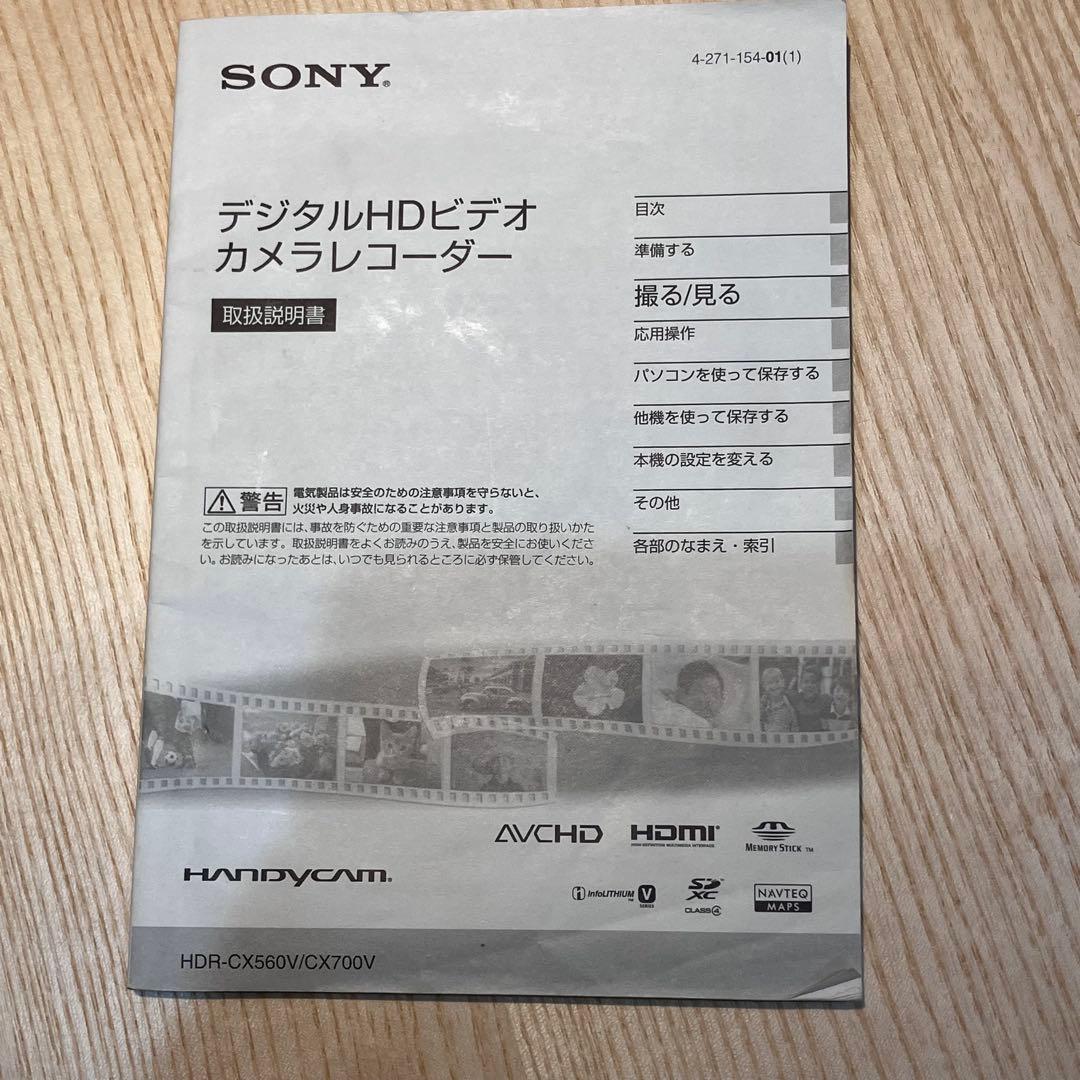 SONY®
4-271-154-01(1)
デジタルHDビデオ
カメラレコーダー
取扱説明書
目次
準備する
撮る/見る
応用操作
パソコンを使って保存する
他機を使って保存する
本機の設定を変える
その他
各部のなまえ・索引
警告
電気製品は安全のための注意事項を守らないと、
火災や人身事故になることがあります。
この取扱説明書には、事故を防ぐための重要な注意事項と製品の取り扱いかた
を示しています。取扱説明書をよくお読みのうえ、製品を安全にお使いくださ
い。お読みになったあとは、いつでも見られるところに必ず保管してください。
AVCHD
HDMI®
HIGH-DEFINITION MULTIMEDIA INTERFACE
MEMORY STICK ™
HANDYCAM®
InfoLITHIUM ™
V
SERIES
SD™
XC
CLASS④
NAVTEQ
MAPS
HDR-CX560V/CX700V